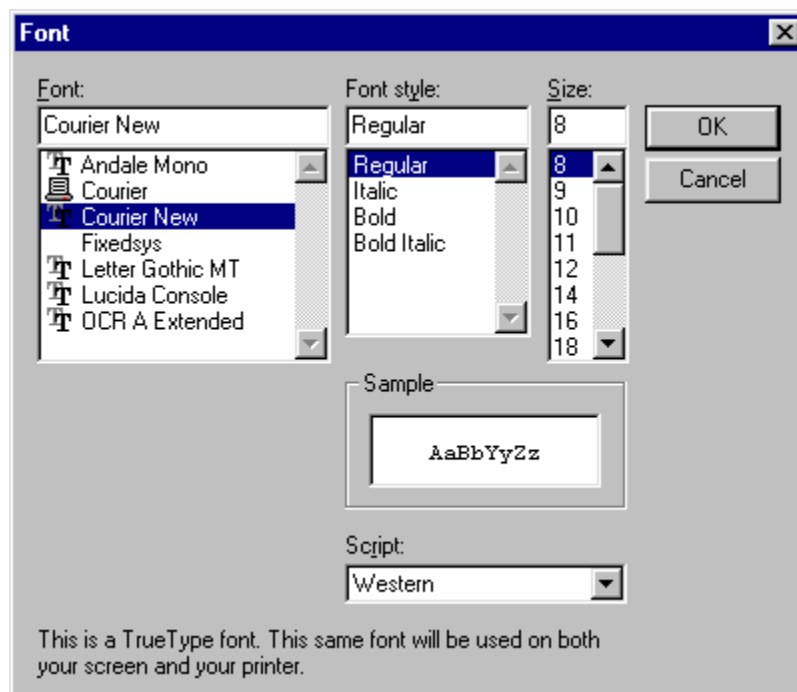 Font
Font:
Courier New
Andale Mono
Courier
Courier New
Fixedsys
Letter Gothic MT
Lucida Console
OCR A Extended
Font style:
Regular
Regular
Italic
Bold
Bold Italic
Size:
8
8
9
10
11
12
14
16
18
OK
Cancel
Sample
AaBbYyZz
Script:
Western
This is a TrueType font. This same font will be used on both
your screen and your printer.